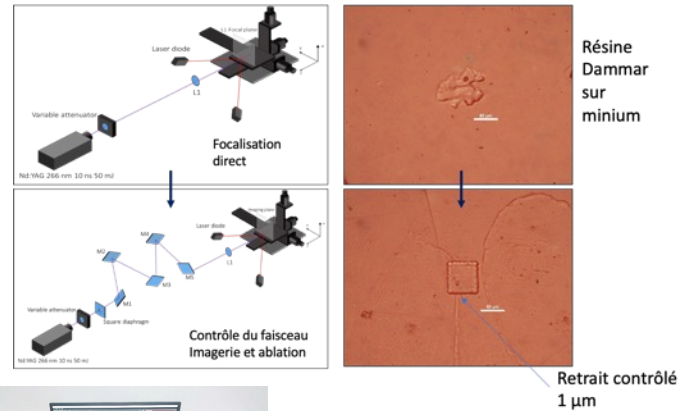 L1 Focal plane
Laser diode
L1
Variable attenuator
Focalisation
direct
Nd:YAG 266 nm 10 ns 50 mJ
Résine
Dammar
sur
minium
M4
Laser diode
M2
L1
M3
M5
Variable attenuator
M1
Square diaphragm
Contrôle du faisceau
Imagerie et ablation
Nd:YAG 266 nm 10 ns 50 mJ
Retrait contrôlé
1 µm